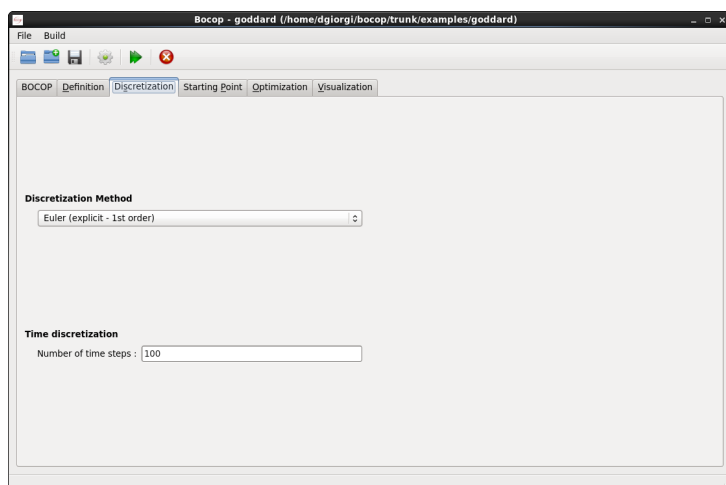 Bocop - goddard (/home/dgiorgi/bocop/trunk/examples/goddard)
File Build
BOCOP Definition Discretization Starting Point Optimization Visualization
Discretization Method
Euler (explicit - 1st order)
Time discretization
Number of time steps : 100